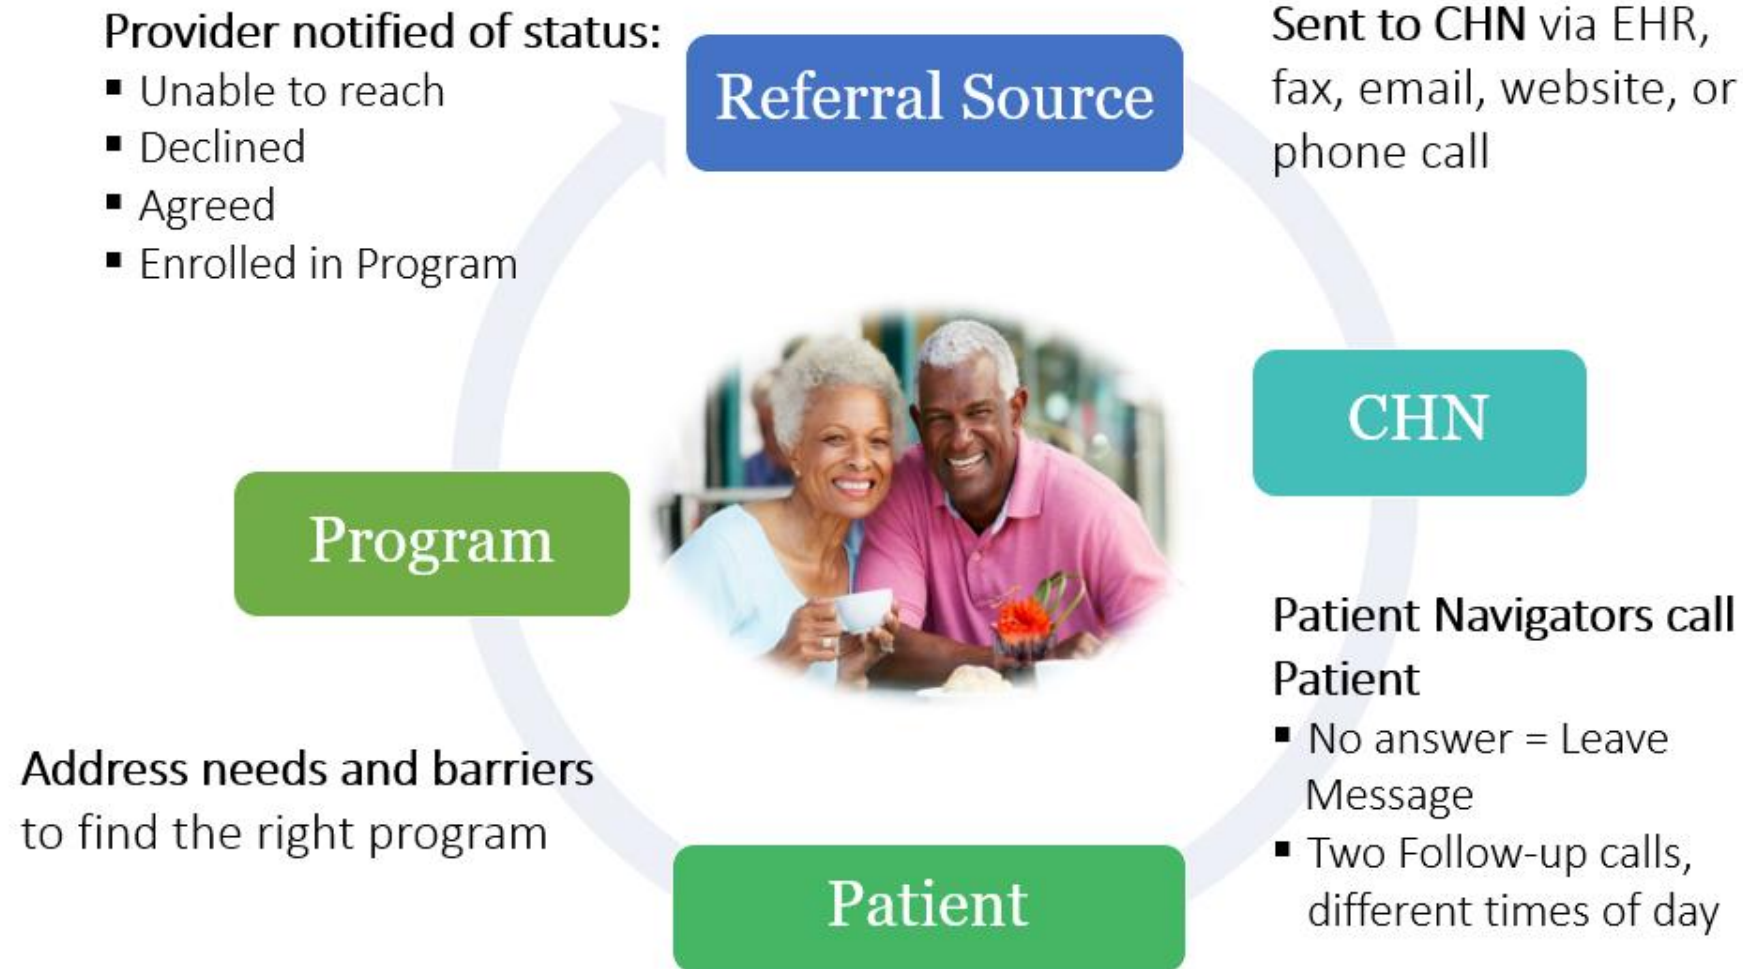 Provider notified of status:
▪ Unable to reach
▪ Declined
▪ Agreed
▪ Enrolled in Program
Referral Source
Sent to CHN via EHR,
fax, email, website, or
phone call
CHN
Patient Navigators call
Patient
▪ No answer = Leave
Message
▪ Two Follow-up calls,
different times of day
Patient
Address needs and barriers
to find the right program
Program